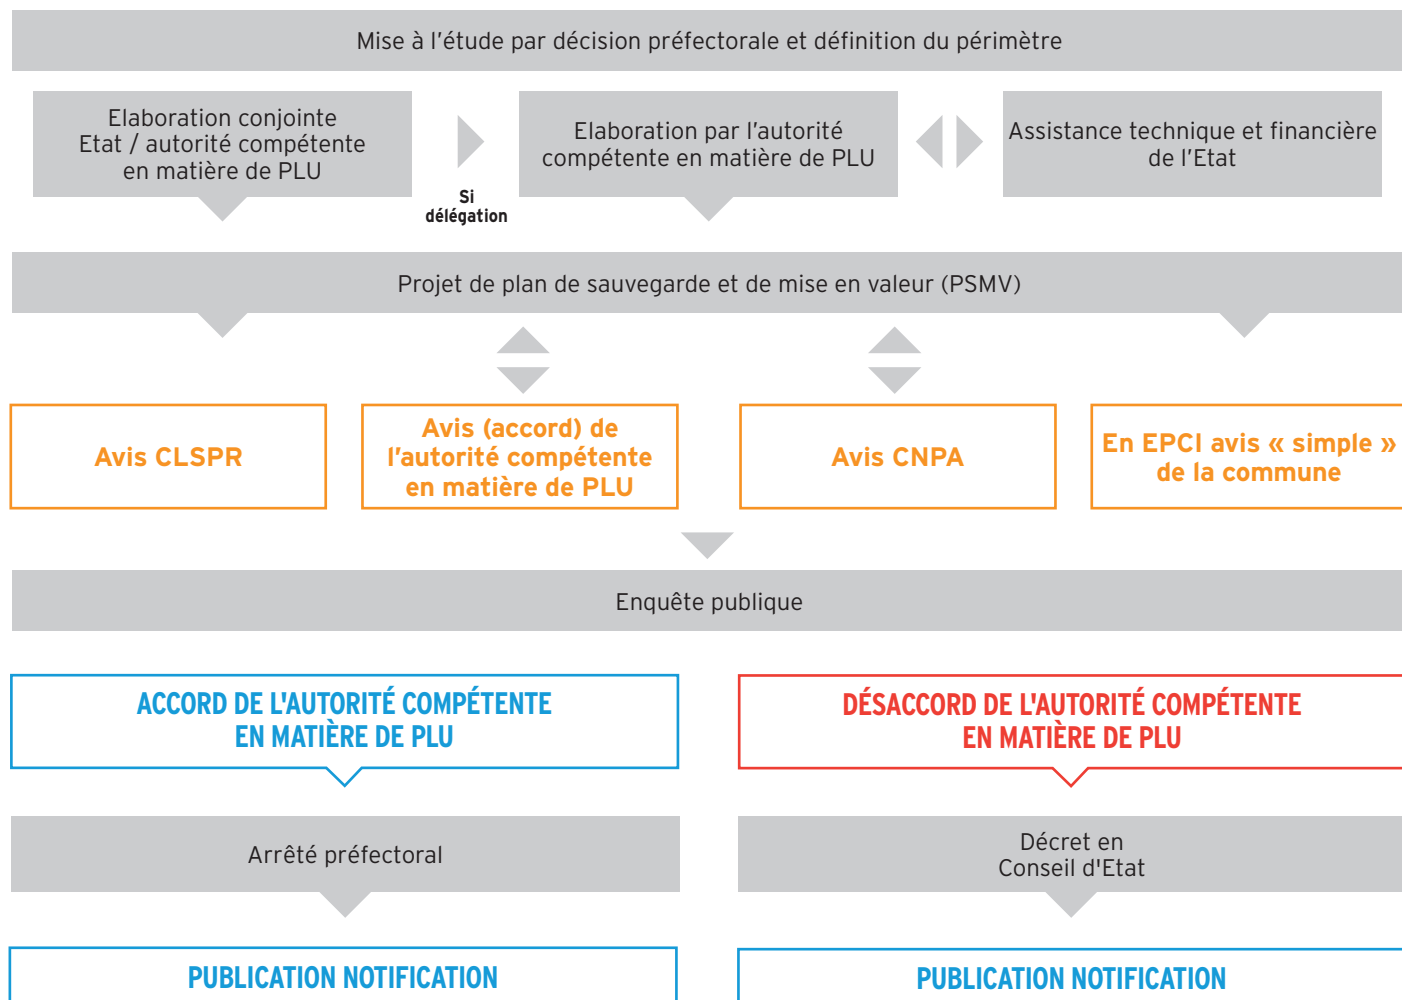 Mise à l’étude par décision préfectorale et définition du périmètre
Elaboration conjointe
Etat / autorité compétente
en matière de PLU
Si
délégation
Elaboration par l’autorité
compétente en matière de PLU
Assistance technique et financière
de l’Etat
Projet de plan de sauvegarde et de mise en valeur (PSMV)
Avis CLSPR
Avis (accord) de
l’autorité compétente
en matière de PLU
Avis CNPA
En EPCI avis « simple »
de la commune
Enquête publique
ACCORD DE L'AUTORITÉ COMPÉTENTE
EN MATIÈRE DE PLU
DÉSACCORD DE L'AUTORITÉ COMPÉTENTE
EN MATIÈRE DE PLU
Arrêté préfectoral
Décret en
Conseil d'Etat
PUBLICATION NOTIFICATION
PUBLICATION NOTIFICATION